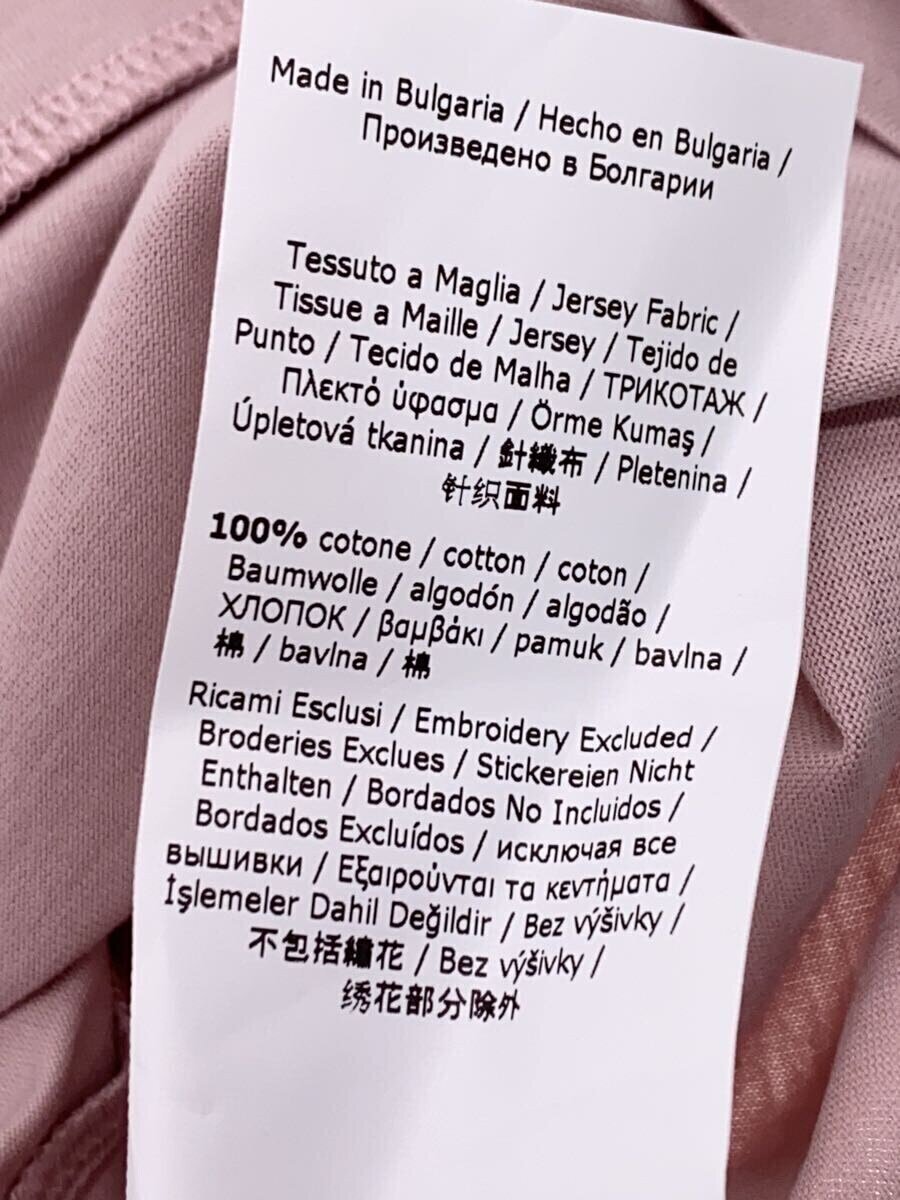 Made in Bulgaria / Hecho en Bulgaria /
Произведено в Болгарии
Tessuto a Maglia / Jersey Fabric /
Tissue a Maille / Jersey / Tejido de
Punto / Tecido de Malha / ТРИКОТАЖ /
Πλεκτό ύφασμα / Örme Kumaş /
Úpletová tkanina / 針織布 / Pletenina /
针织面料
100% cotone / cotton / coton /
Baumwolle / algodón / algodão /
ХЛОПОК / βαμβάκι / pamuk / bavlna /
棉 / bavlna / 棉
Ricami Esclusi / Embroidery Excluded /
Broderies Exclues / Stickereien Nicht
Enthalten / Bordados No Incluidos /
Bordados Excluídos / исключая все
вышивки / Εξαιρούνται τα κεντήματα /
İşlemeler Dahil Değildir / Bez výšivky /
不包括繡花 / Bez výšivky /
绣花部分除外